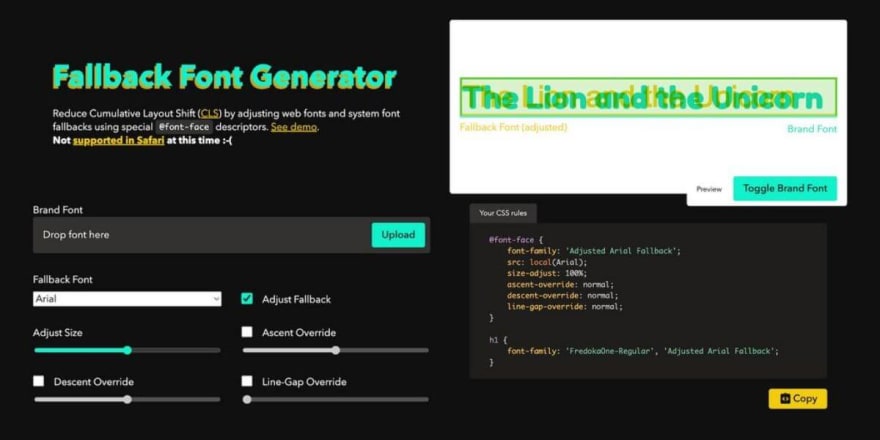 Fallback Font Generator
Reduce Cumulative Layout Shift (CLS) by adjusting web fonts and system font
fallbacks using special @font-face descriptors. See demo.
Not supported in Safari at this time :-(
Brand Font
Drop font here
Upload
Fallback Font
Arial
Adjust Fallback
Adjust Size
Ascent Override
Descent Override
Line-Gap Override
The Lion and the Unicorn
The Lion and the Unicorn
Fallback Font (adjusted)
Brand Font
Preview
Toggle Brand Font
Your CSS rules
@font-face {
font-family: 'Adjusted Arial Fallback';
src: local(Arial);
size-adjust: 100%;
ascent-override: normal;
descent-override: normal;
line-gap-override: normal;
}
h1 {
font-family: 'FredokaOne-Regular', 'Adjusted Arial Fallback';
}
Copy